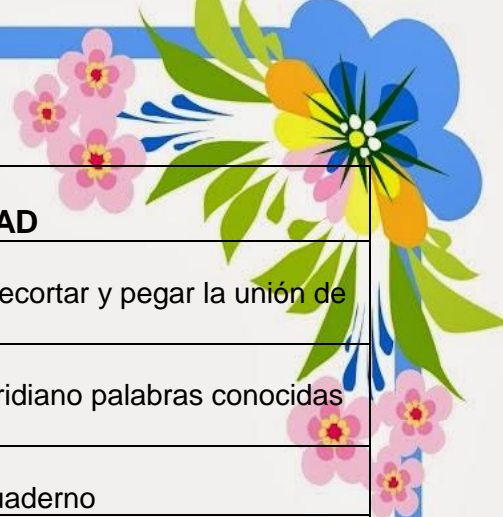 AD
ecortar y pegar la unión de
ridiano palabras conocidas
uaderno